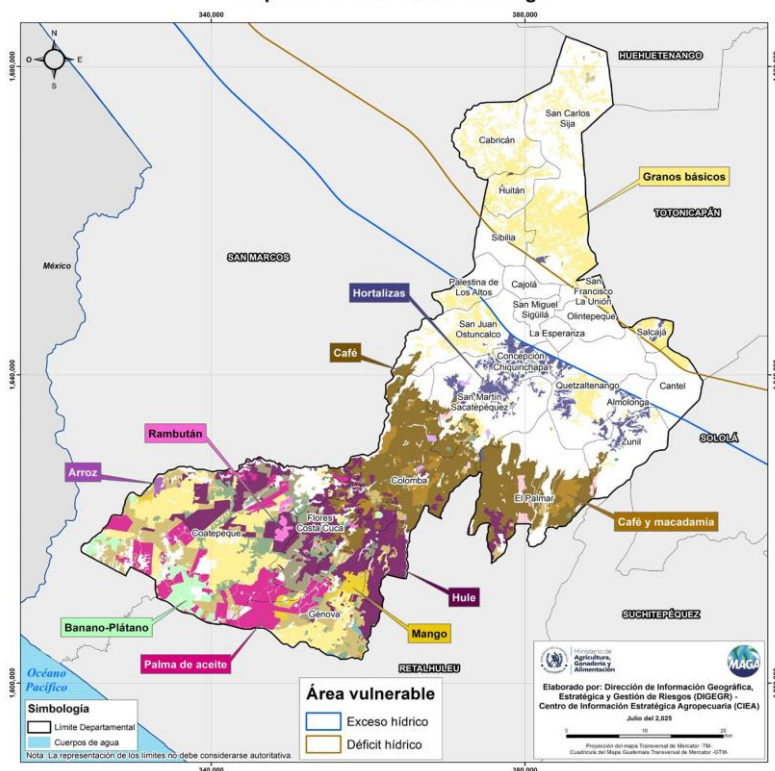 340,000
380,000
N
O
E
S
1,680,000
HUEHUETENANGO
San Carlos
Sija
Cabricán
Granos básicos
Huitán
TOTONICAPÁN
Sibilia
SAN MARCOS
México
Palestina de
Los Altos
Cajolá
San
Francisco
La Unión
Hortalizas
San Miguel
Sigüilá
Olintepeque
San Juan
Ostuncalco
La Esperanza
Salcajá
Café
Concepción
Chiquirichapa
1,640,000
San Martín
Sacatepéquez
Quetzaltenango
Cantel
Almolonga
Rambután
Zunil
SOLOLÁ
Arroz
Colomba
El Palmar
Flores
Costa Cuca
Coatepeque
Café y macadamia
Hule
Banano-Plátano
Génova
Mango
SUCHITEPÉQUEZ
Palma de aceite
RETALHULEU
Océano
Pacífico
Simbología
Límite Departamental
Cuerpos de agua
Nota: La representación de los límites no debe considerarse autoritativa.
Área vulnerable
Exceso hídrico
Déficit hídrico
Ministerio de
Agricultura,
Ganadería y
Alimentación
MAGA
Elaborado por: Dirección de Información Geográfica,
Estratégica y Gestión de Riesgos (DIGEGR) -
Centro de Información Estratégica Agropecuaria (CIEA)
Julio del 2,025
0 10 20
Km
Proyección del mapa Transversal de Mercator -TM-
Cuadrícula del Mapa Guatemala Transversal de Mercator -GTM-
340,000
380,000